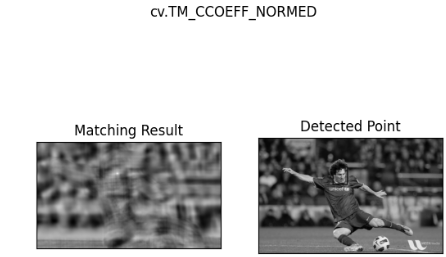 cv.TM_CCOEFF_NORMED
Matching Result
Detected Point